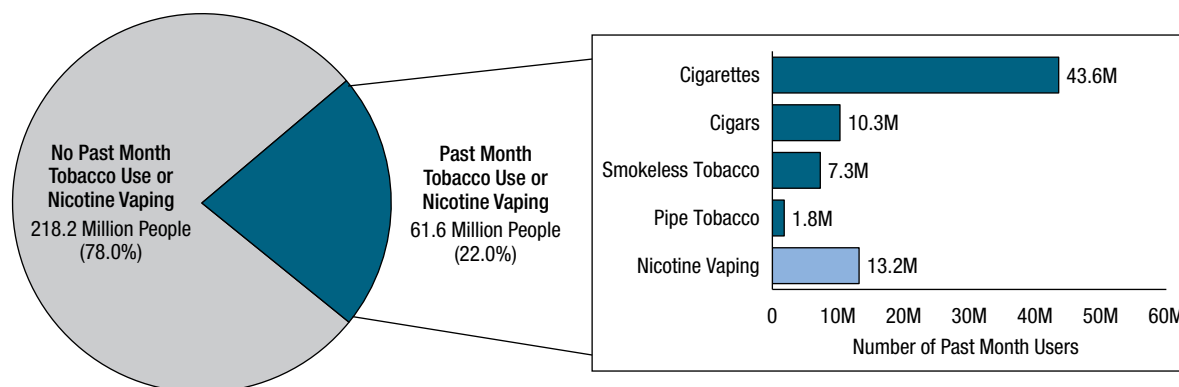 No Past Month
Tobacco Use or
Nicotine Vaping
218.2 Million People
(78.0%)
Past Month
Tobacco Use or
Nicotine Vaping
61.6 Million People
(22.0%)
Cigarettes
43.6M
Cigars
10.3M
Smokeless Tobacco
7.3M
Pipe Tobacco
1.8M
Nicotine Vaping
13.2M
0 10M 20M 30M 40M 50M 60M
Number of Past Month Users